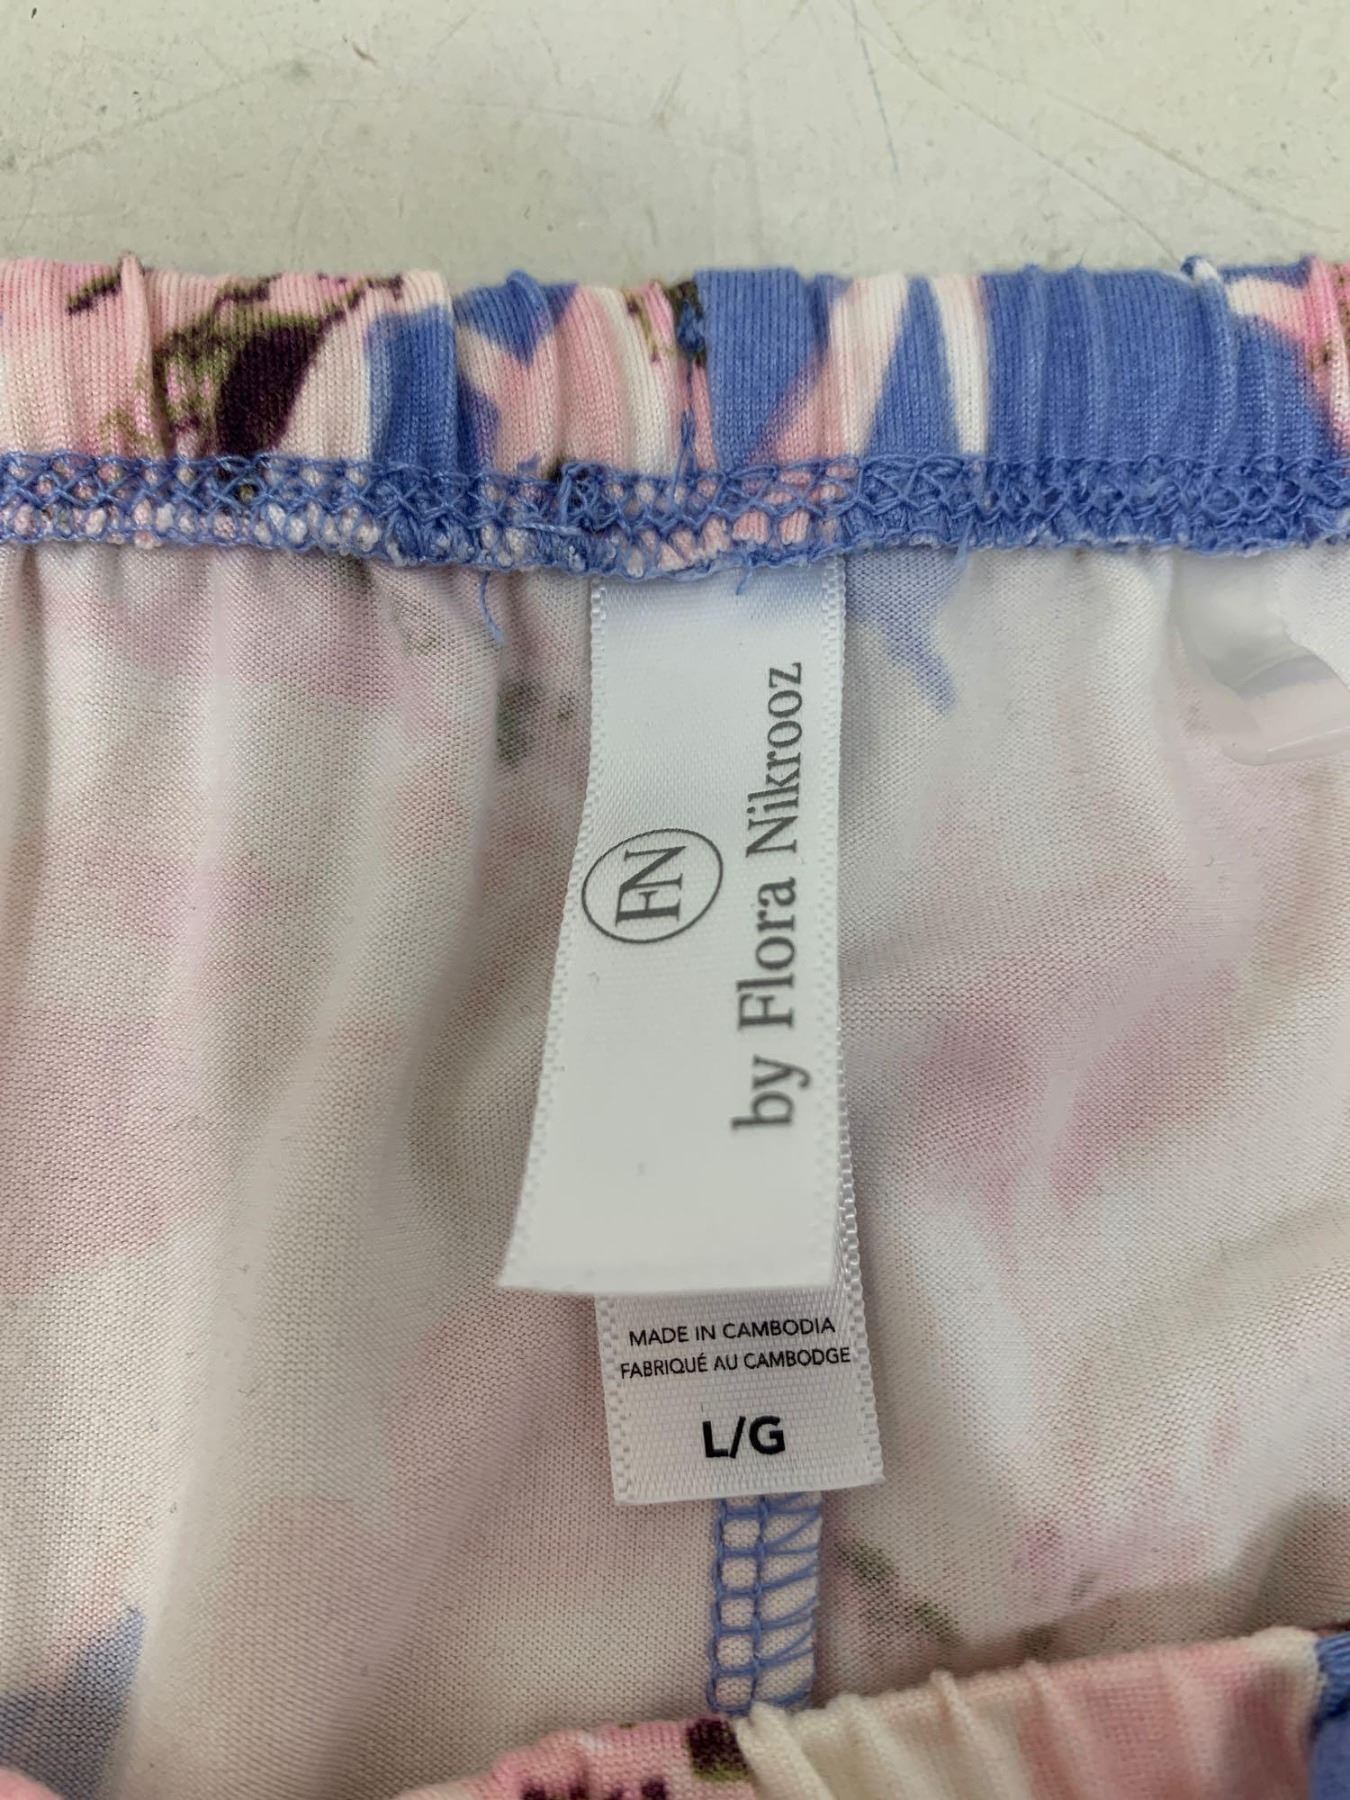 FN
by Flora Nikrooz
MADE IN CAMBODIA
FABRIQUÉ AU CAMBODGE
L/G